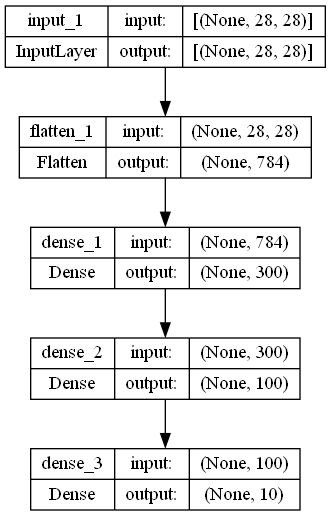 input_1 input: [(None, 28, 28)]
InputLayer output: [(None, 28, 28)]
flatten_1 input: (None, 28, 28)
Flatten output: (None, 784)
dense_1 input: (None, 784)
Dense output: (None, 300)
dense_2 input: (None, 300)
Dense output: (None, 100)
dense_3 input: (None, 100)
Dense output: (None, 10)